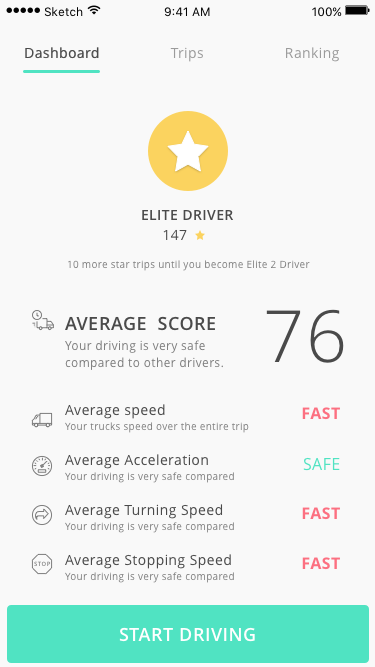 Sketch 9:41 AM 100%
Dashboard Trips Ranking
ELITE DRIVER
147
10 more star trips until you become Elite 2 Driver
AVERAGE SCORE 76
Your driving is very safe
compared to other drivers.
Average speed FAST
Your trucks speed over the entire trip
Average Acceleration SAFE
Your driving is very safe compared
Average Turning Speed FAST
Your driving is very safe compared
STOP Average Stopping Speed FAST
Your driving is very safe compared
START DRIVING